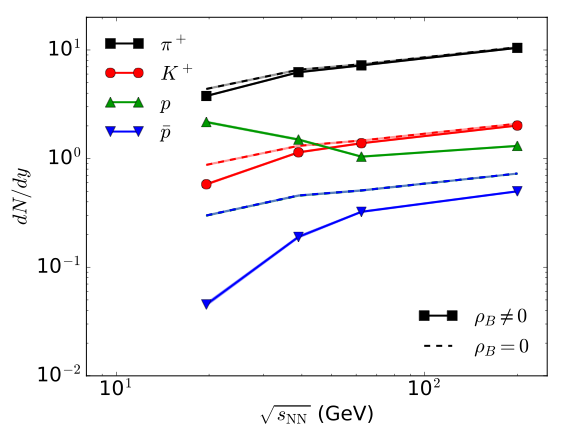 10¹
10⁰
10⁻¹
10⁻²
dN/dy
π⁺
K⁺
p
p̄
ρ_B ≠ 0
ρ_B = 0
10¹ 10²
√s_NN (GeV)